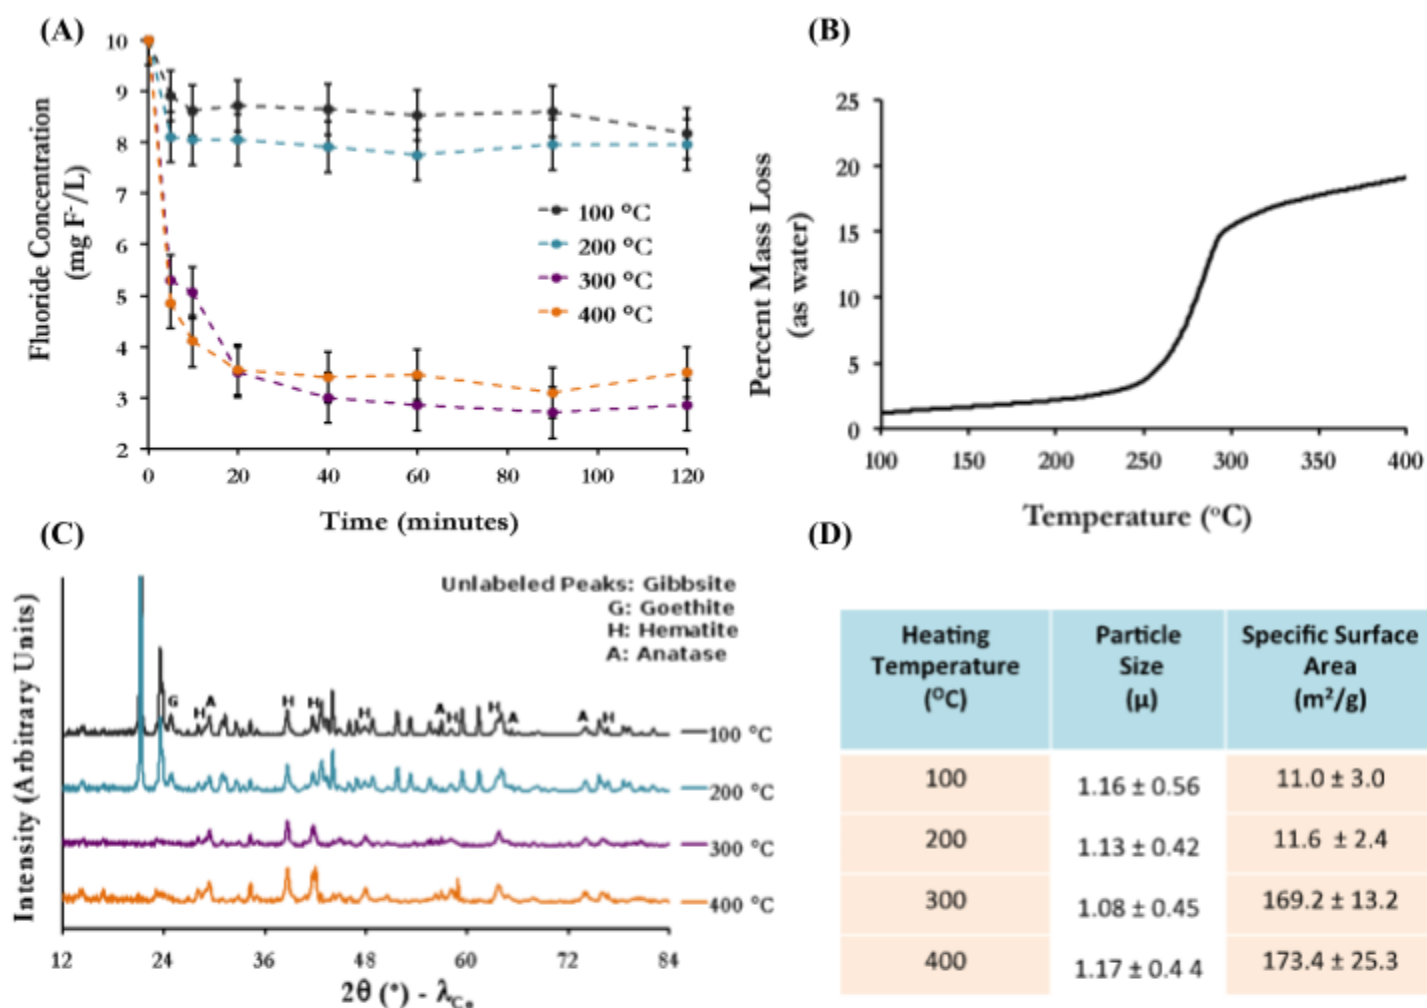 (A)
10
9
8
7
6
5
4
3
2
Fluoride Concentration
(mg F-/L)
100 °C
200 °C
300 °C
400 °C
0 20 40 60 80 100 120
Time (minutes)
(B)
25
20
15
10
5
0
Percent Mass Loss
(as water)
100 150 200 250 300 350 400
Temperature (°C)
(C)
Unlabeled Peaks: Gibbsite
G: Goethite
H: Hematite
A: Anatase
Intensity (Arbitrary Units)
G H A H H H A H H A A H
100 °C
200 °C
300 °C
400 °C
12 24 36 48 60 72 84
2θ (°) - λCo
(D)
Heating Temperature (°C) Particle Size (μ) Specific Surface Area (m²/g)
100 1.16 ± 0.56 11.0 ± 3.0
200 1.13 ± 0.42 11.6 ± 2.4
300 1.08 ± 0.45 169.2 ± 13.2
400 1.17 ± 0.4 4 173.4 ± 25.3